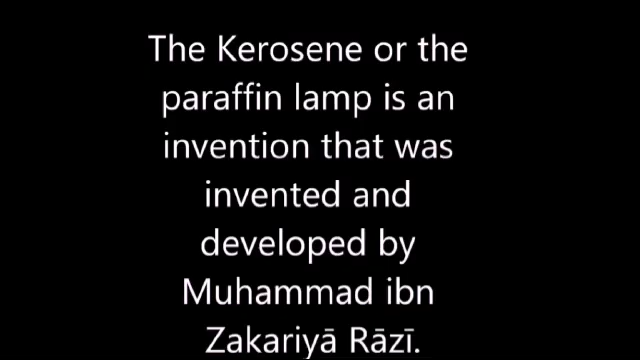 The Kerosene or the
paraffin lamp is an
invention that was
invented and
developed by
Muhammad ibn
Zakariyā Rāzī.